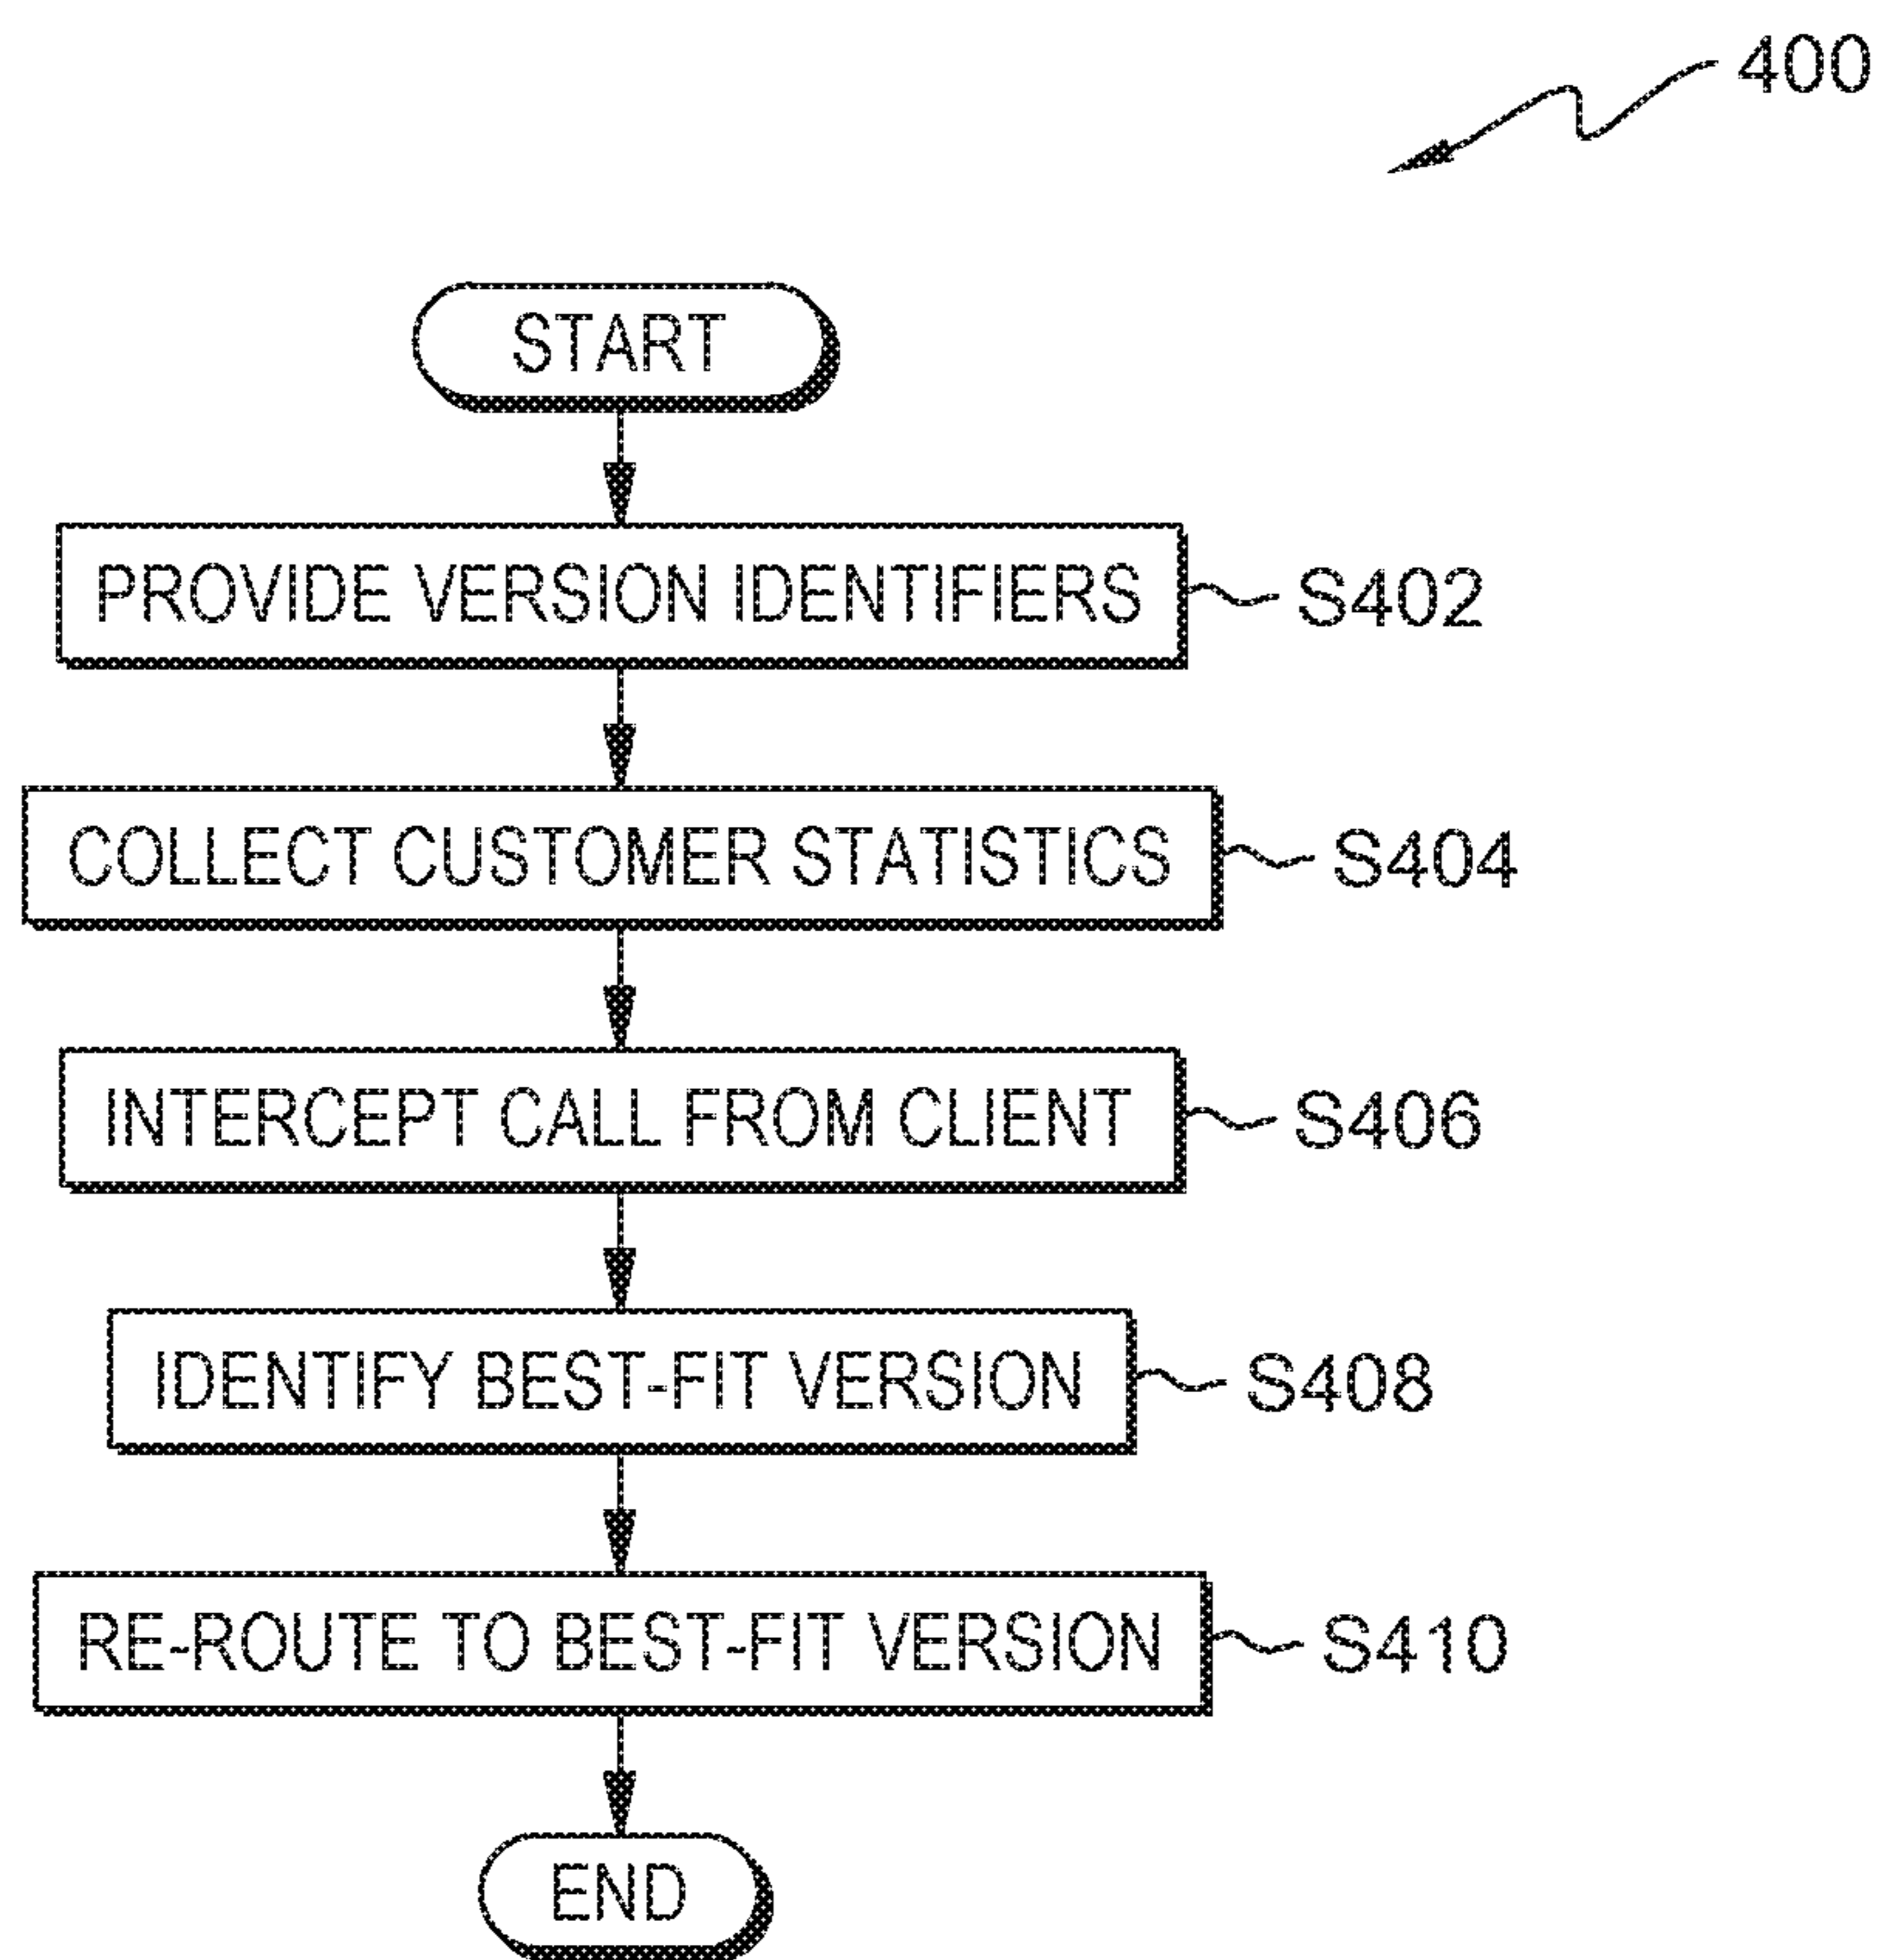 400
START
PROVIDE VERSION IDENTIFIERS S402
COLLECT CUSTOMER STATISTICS S404
INTERCEPT CALL FROM CLIENT S406
IDENTIFY BEST-FIT VERSION S408
RE-ROUTE TO BEST-FIT VERSION S410
END